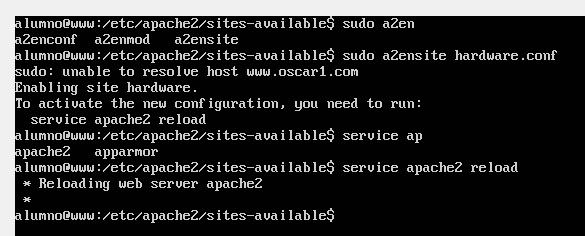 alumno@www:/etc/apache2/sites-available$ sudo a2en
a2enconf  a2enmod   a2ensite
alumno@www:/etc/apache2/sites-available$ sudo a2ensite hardware.conf
sudo: unable to resolve host www.oscar1.com
Enabling site hardware.
To activate the new configuration, you need to run:
  service apache2 reload
alumno@www:/etc/apache2/sites-available$ service ap
apache2   apparmor
alumno@www:/etc/apache2/sites-available$ service apache2 reload
 * Reloading web server apache2
 *
alumno@www:/etc/apache2/sites-available$